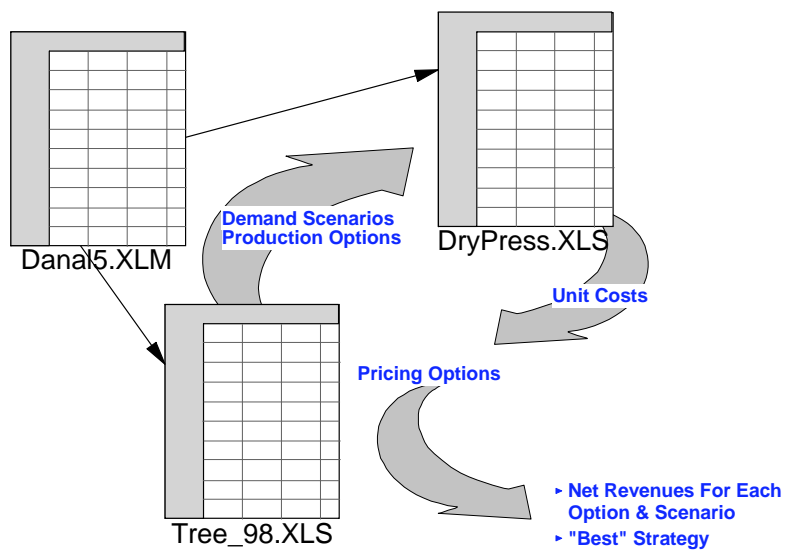 Demand Scenarios
Production Options
Danal5.XLM
DryPress.XLS
Unit Costs
Pricing Options
Tree_98.XLS
▸ Net Revenues For Each
Option & Scenario
▸ "Best" Strategy